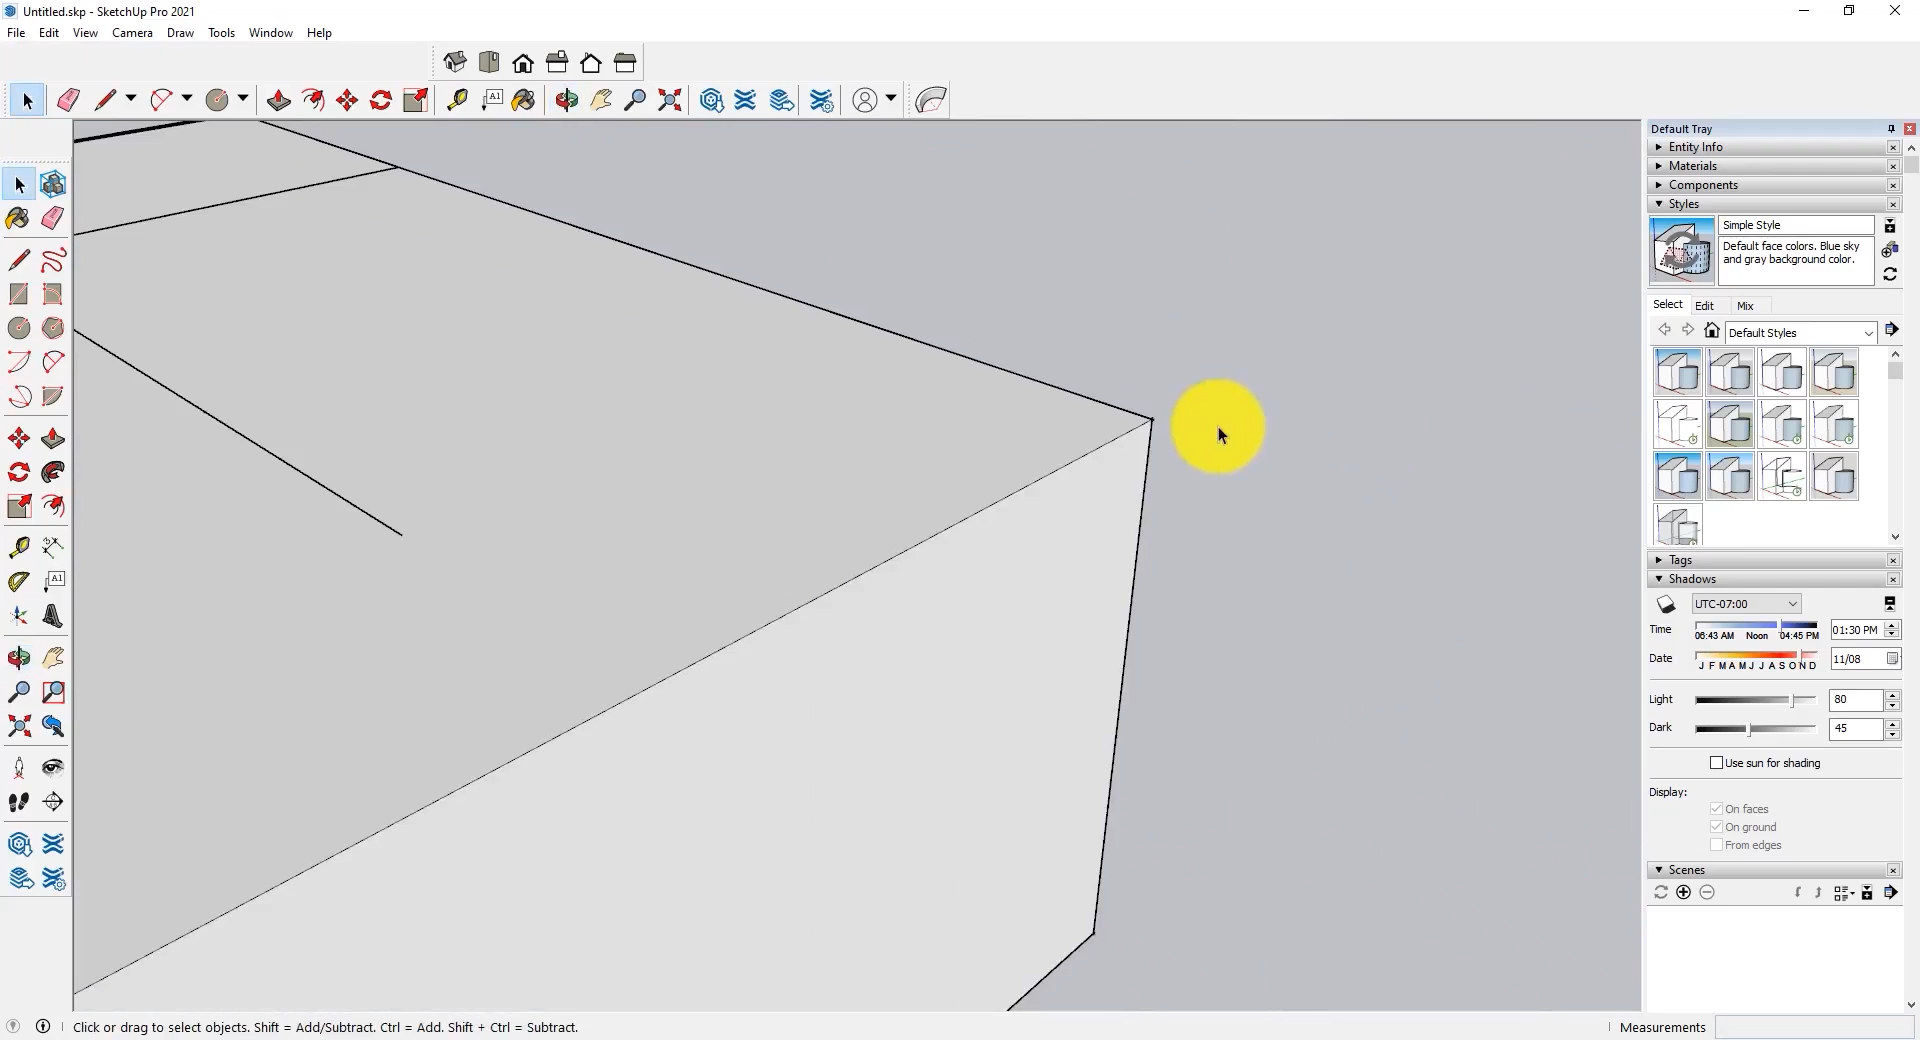 Untitled.skp - SketchUp Pro 2021
File Edit View Camera Draw Tools Window Help
A1
Default Tray
Entity Info
Materials
Components
Styles
Simple Style
Default face colors. Blue sky
and gray background color.
Select Edit Mix
Default Styles
A1
Tags
Shadows
UTC-07:00
Time 06:43 AM Noon 04:45 PM 01:30 PM
Date J F M A M J J A S O N D 11/08
Light 80
Dark 45
Use sun for shading
Display:
On faces
On ground
From edges
Scenes
Click or drag to select objects. Shift = Add/Subtract. Ctrl = Add. Shift + Ctrl = Subtract.
Measurements